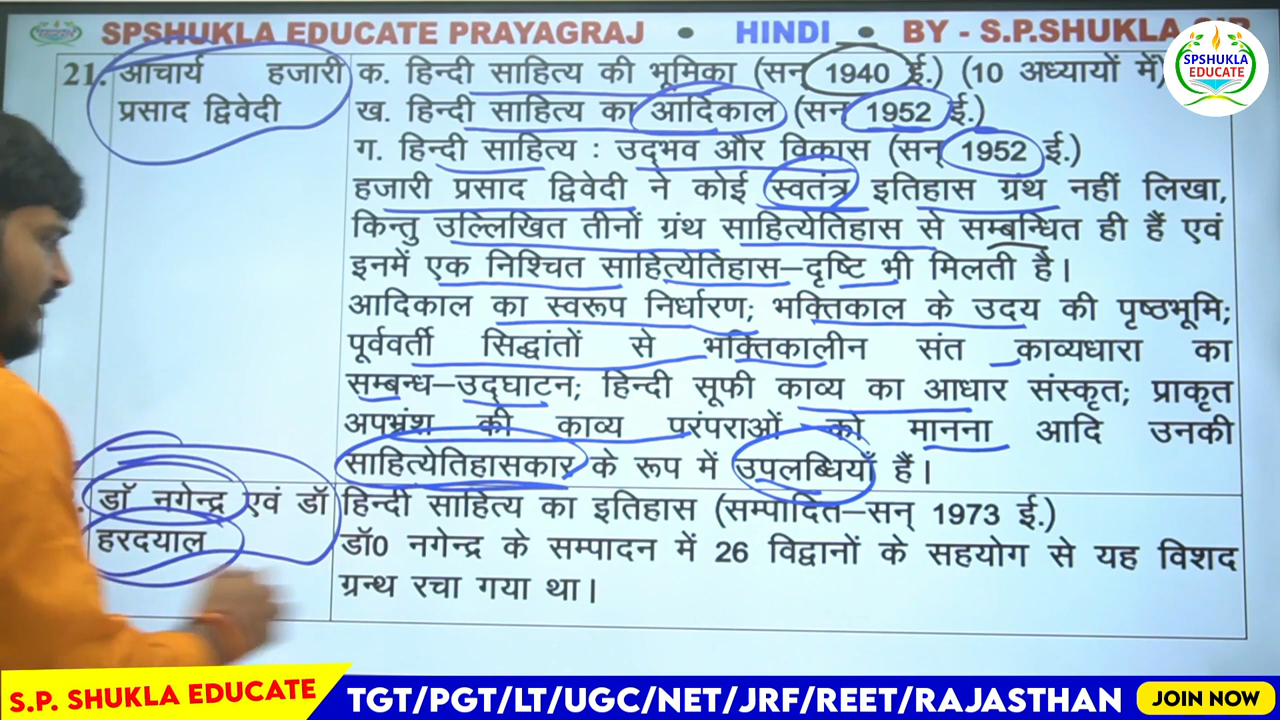 SPSHUKLA EDUCATE PRAYAGRAJ • HINDI • BY - S.P.SHUKLA
SPSHUKLA
EDUCATE
21. आचार्य हजारी
प्रसाद द्विवेदी
क. हिन्दी साहित्य की भूमिका (सन् 1940 ई.) (10 अध्यायों में)
ख. हिन्दी साहित्य का आदिकाल (सन् 1952 ई.)
ग. हिन्दी साहित्य : उद्भव और विकास (सन् 1952 ई.)
हजारी प्रसाद द्विवेदी ने कोई स्वतंत्र इतिहास ग्रंथ नहीं लिखा,
किन्तु उल्लिखित तीनों ग्रंथ साहित्येतिहास से सम्बन्धित ही हैं एवं
इनमें एक निश्चित साहित्येतिहास–दृष्टि भी मिलती है।
आदिकाल का स्वरूप निर्धारण; भक्तिकाल के उदय की पृष्ठभूमि;
पूर्ववर्ती सिद्धांतों से भक्तिकालीन संत काव्यधारा का
सम्बन्ध–उद्घाटन; हिन्दी सूफी काव्य का आधार संस्कृत; प्राकृत
अपभ्रंश की काव्य परंपराओं को मानना आदि उनकी
साहित्येतिहासकार के रूप में उपलब्धियाँ हैं।
डॉ नगेन्द्र एवं डॉ
हरदयाल
हिन्दी साहित्य का इतिहास (सम्पादित–सन् 1973 ई.)
डॉ0 नगेन्द्र के सम्पादन में 26 विद्वानों के सहयोग से यह विशद
ग्रन्थ रचा गया था।
S.P. SHUKLA EDUCATE
TGT/PGT/LT/UGC/NET/JRF/REET/RAJASTHAN
JOIN NOW